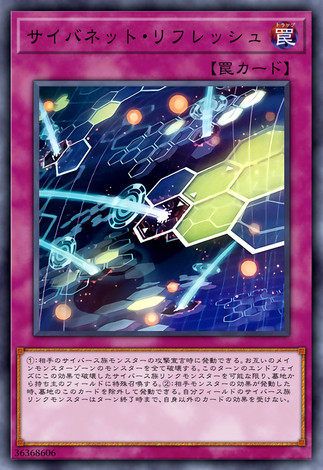 サイバネット・リフレッシュ
罠
トラップ
【罠カード】
①：相手のサイバース族モンスターの攻撃宣言時に発動できる。お互いのメイ
ンモンスターゾーンのモンスターを全て破壊する。このターンのエンドフェイ
ズにこの効果で破壊したサイバース族リンクモンスターを可能な限り、墓地か
ら持ち主のフィールドに特殊召喚する。②：相手モンスターの効果が発動した
時、墓地のこのカードを除外して発動できる。自分フィールドのサイバース族
リンクモンスターはターン終了時まで、自身以外のカードの効果を受けない。
36368606